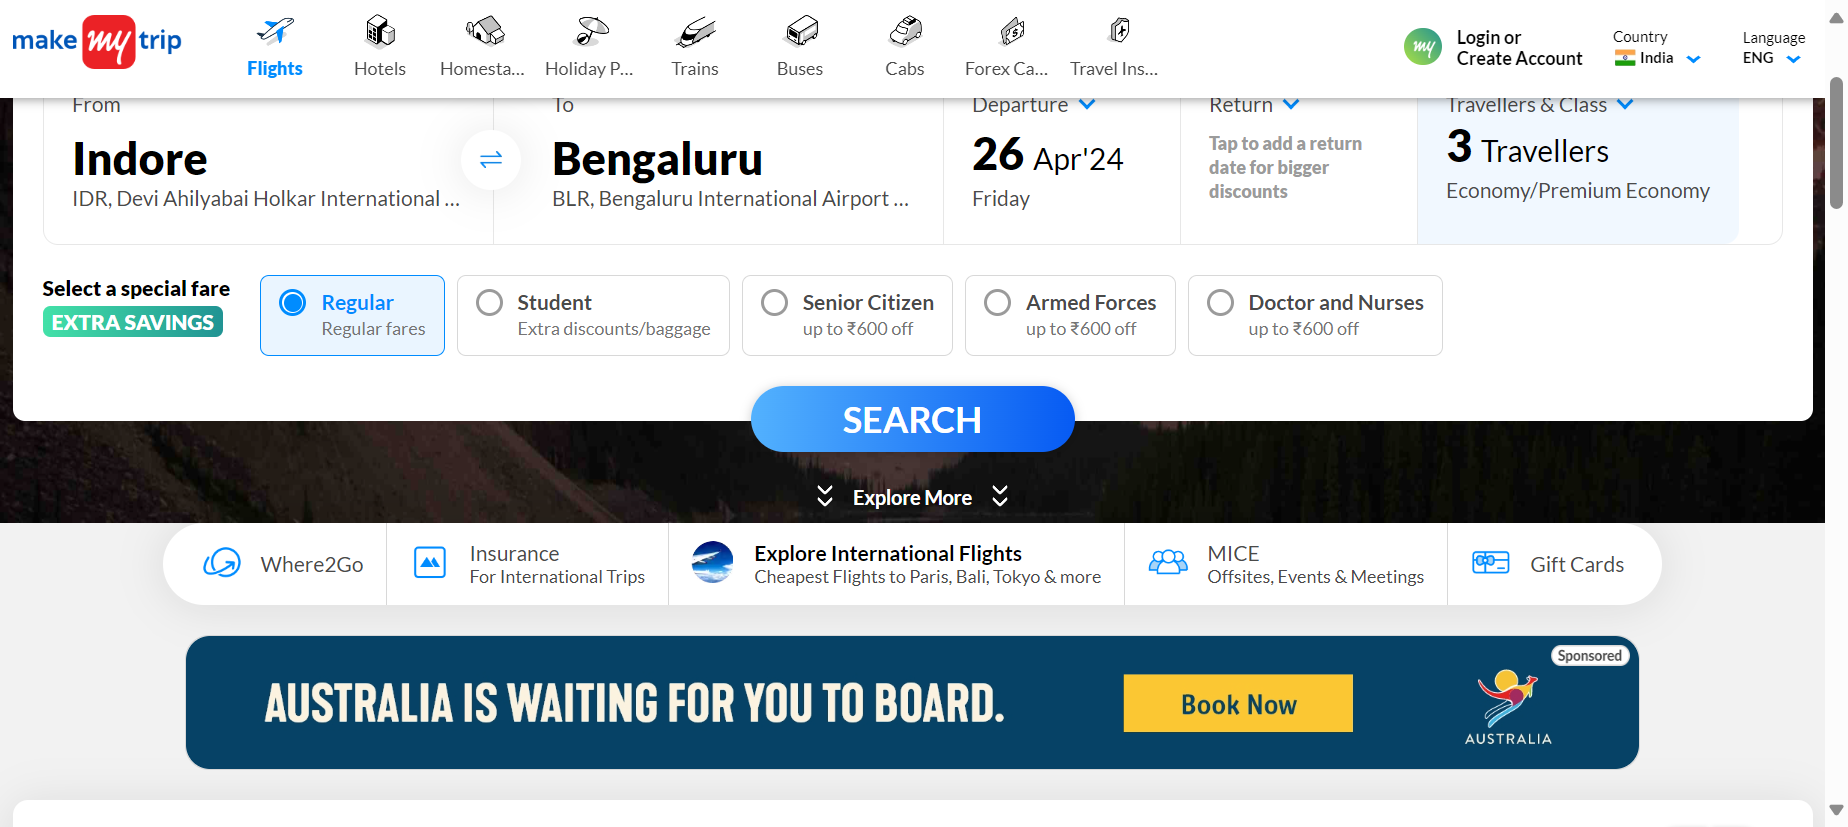 make my trip
Flights
Hotels
Homesta...
Holiday P...
Trains
Buses
Cabs
Forex Ca...
Travel Ins...
my
Login or
Create Account
Country
India
Language
ENG
From
Indore
IDR, Devi Ahilyabai Holkar International ...
To
Bengaluru
BLR, Bengaluru International Airport ...
Departure
26 Apr'24
Friday
Return
Tap to add a return
date for bigger
discounts
Travellers & Class
3 Travellers
Economy/Premium Economy
Select a special fare
EXTRA SAVINGS
Regular
Regular fares
Student
Extra discounts/baggage
Senior Citizen
up to ₹600 off
Armed Forces
up to ₹600 off
Doctor and Nurses
up to ₹600 off
SEARCH
Explore More
Where2Go
Insurance
For International Trips
Explore International Flights
Cheapest Flights to Paris, Bali, Tokyo & more
MICE
Offsites, Events & Meetings
Gift Cards
Sponsored
AUSTRALIA IS WAITING FOR YOU TO BOARD.
Book Now
AUSTRALIA